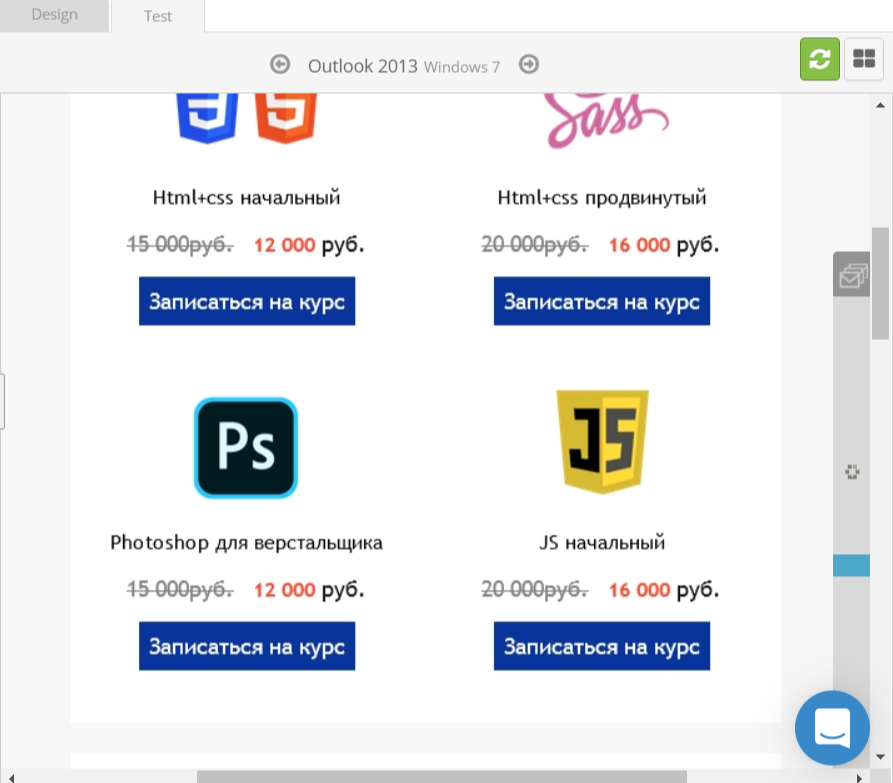 Design Test
Outlook 2013 Windows 7
3 5 Sass
Html+css начальный Html+css продвинутый
15 000руб. 12 000 руб. 20 000руб. 16 000 руб.
Записаться на курс Записаться на курс
Ps JS
Photoshop для верстальщика JS начальный
15 000руб. 12 000 руб. 20 000руб. 16 000 руб.
Записаться на курс Записаться на курс